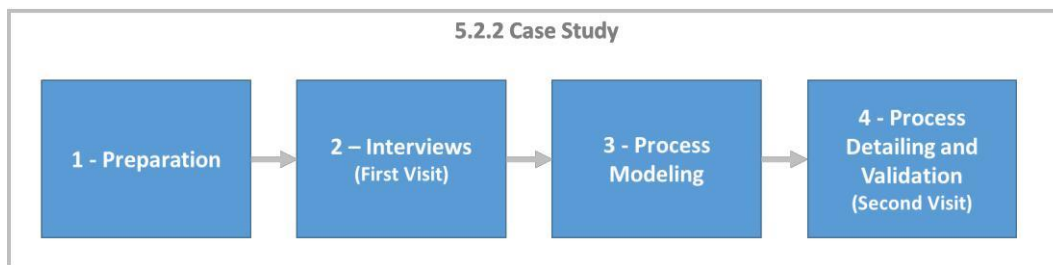 5.2.2 Case Study
1 - Preparation
2 – Interviews
(First Visit)
3 - Process
Modeling
4 - Process
Detailing and
Validation
(Second Visit)